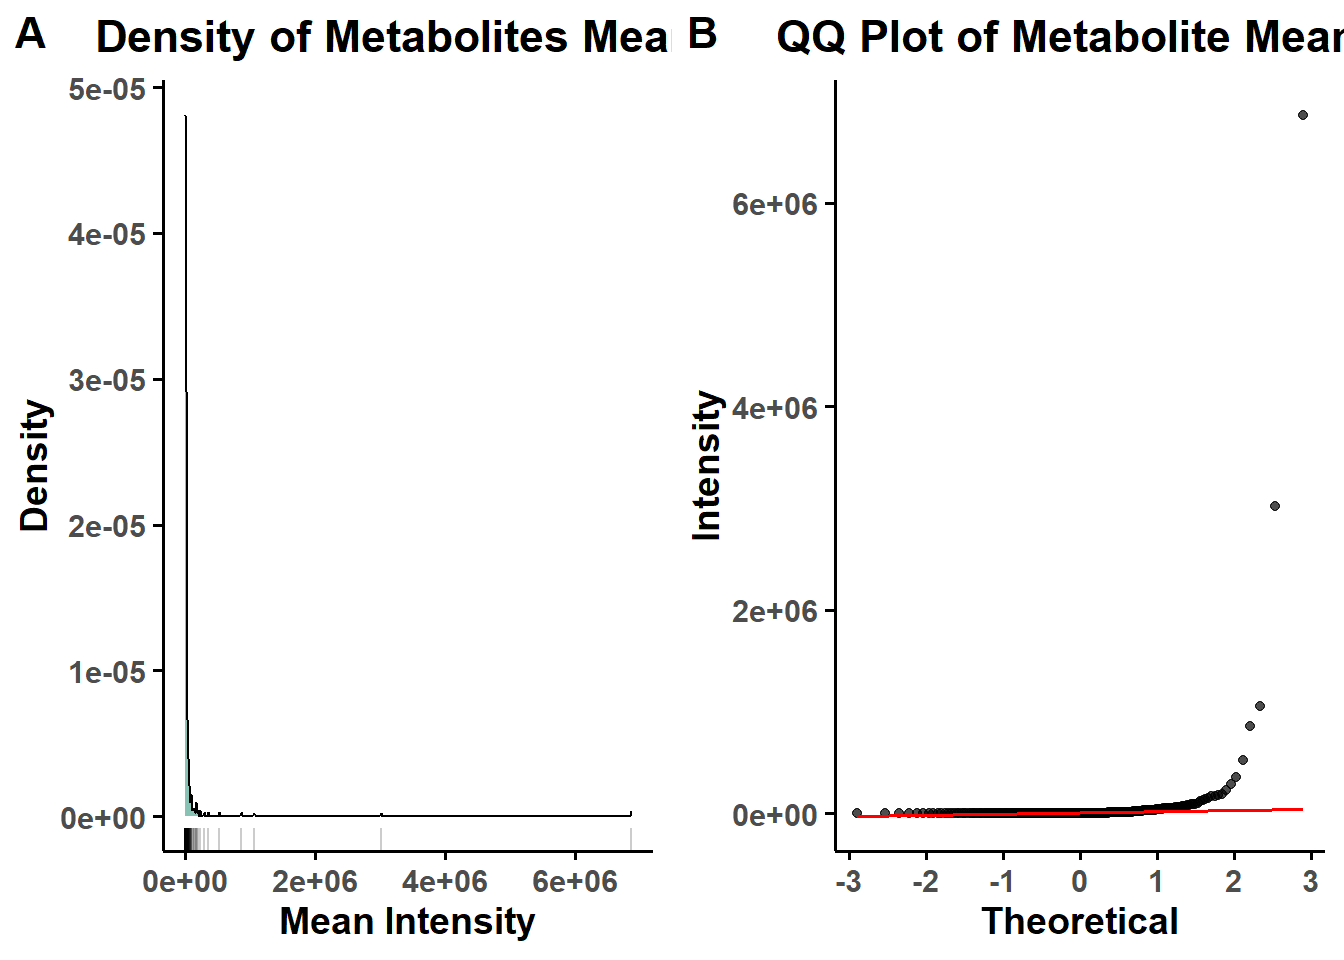 A
Density of Metabolites Mea
5e-05
4e-05
3e-05
2e-05
1e-05
0e+00
Density
0e+00 2e+06 4e+06 6e+06
Mean Intensity
B
QQ Plot of Metabolite Mean
6e+06
4e+06
2e+06
0e+00
Intensity
-3 -2 -1 0 1 2 3
Theoretical